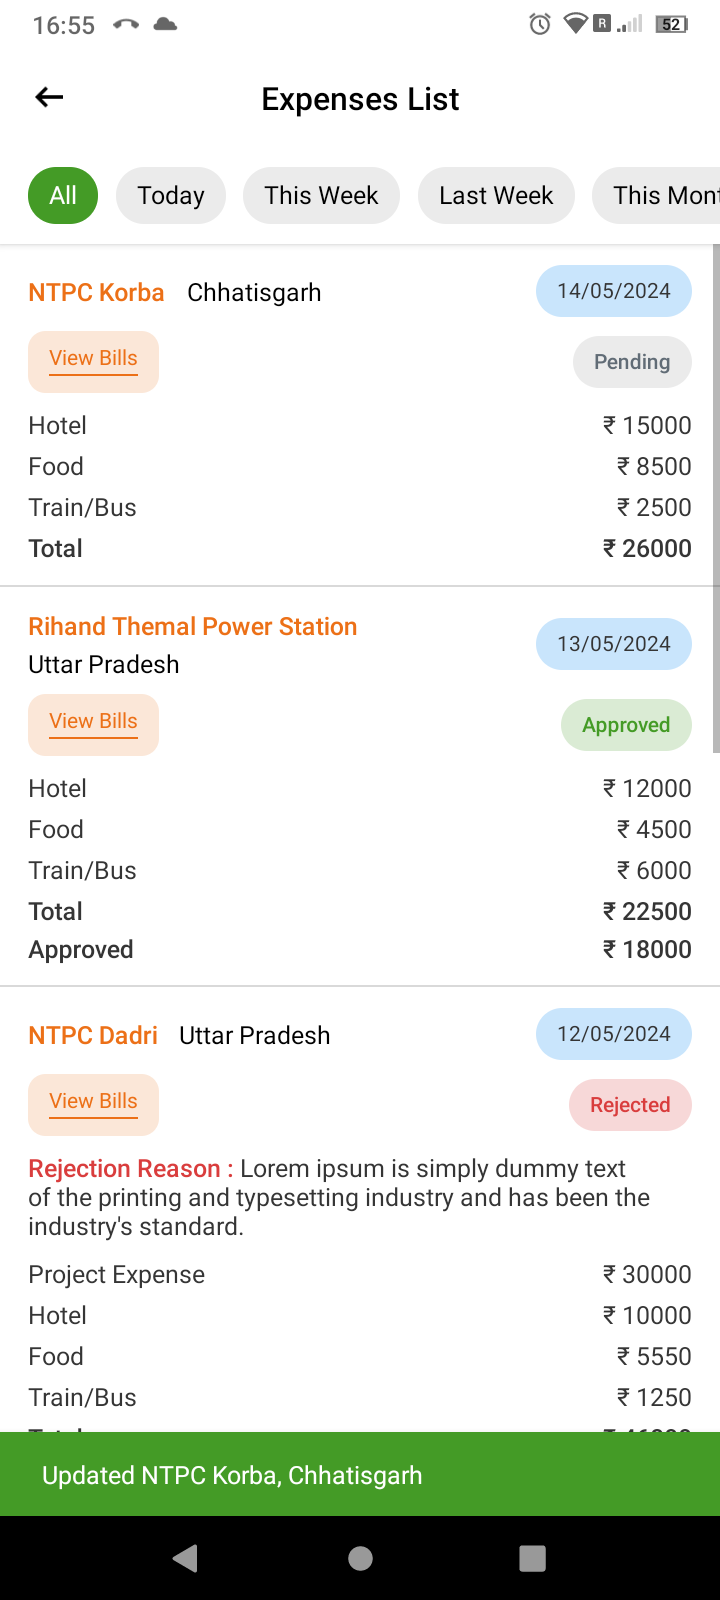 16:55
R
52
Expenses List
All Today This Week Last Week This Mont
NTPC Korba Chhatisgarh 14/05/2024
View Bills Pending
Hotel ₹ 15000
Food ₹ 8500
Train/Bus ₹ 2500
Total ₹ 26000
Rihand Themal Power Station
Uttar Pradesh 13/05/2024
View Bills Approved
Hotel ₹ 12000
Food ₹ 4500
Train/Bus ₹ 6000
Total ₹ 22500
Approved ₹ 18000
NTPC Dadri Uttar Pradesh 12/05/2024
View Bills Rejected
Rejection Reason : Lorem ipsum is simply dummy text
of the printing and typesetting industry and has been the
industry's standard.
Project Expense ₹ 30000
Hotel ₹ 10000
Food ₹ 5550
Train/Bus ₹ 1250
Updated NTPC Korba, Chhatisgarh